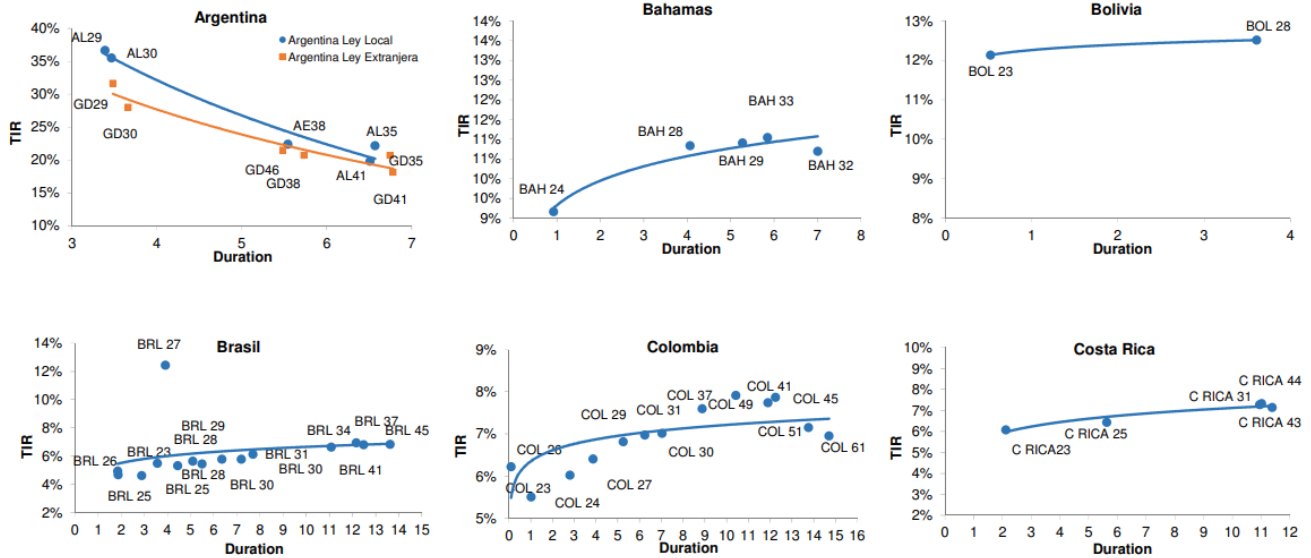 Argentina
40%
35%
30%
25%
20%
15%
10%
TIR
AL29
AL30
Argentina Ley Local
Argentina Ley Extranjera
GD29
GD30
AE38
AL35
GD46
GD38
AL41
GD35
GD41
3 4 5 6 7
Duration
Bahamas
14%
14%
13%
13%
12%
12%
11%
11%
10%
10%
9%
TIR
BAH 33
BAH 28
BAH 29
BAH 32
BAH 24
0 1 2 3 4 5 6 7 8
Duration
Bolivia
13%
12%
11%
10%
9%
8%
TIR
BOL 28
BOL 23
0 1 2 3 4
Duration
Brasil
14%
12%
10%
8%
6%
4%
2%
TIR
BRL 27
BRL 29
BRL 28
BRL 34
BRL 37
BRL 45
BRL 26
BRL 23
BRL 31
BRL 28
BRL 30
BRL 41
BRL 25
BRL 25
BRL 30
0 1 2 3 4 5 6 7 8 9 10 11 12 13 14 15
Duration
Colombia
9%
8%
7%
6%
5%
TIR
COL 37
COL 41
COL 29
COL 31
COL 49
COL 45
COL 26
COL 30
COL 51
COL 61
COL 23
COL 24
COL 27
0 1 2 3 4 5 6 7 8 9 10 11 12 13 14 15 16
Duration
Costa Rica
10%
9%
8%
7%
6%
5%
4%
3%
2%
TIR
C RICA 44
C RICA 31
C RICA 43
C RICA 25
C RICA23
0 1 2 3 4 5 6 7 8 9 10 11 12
Duration